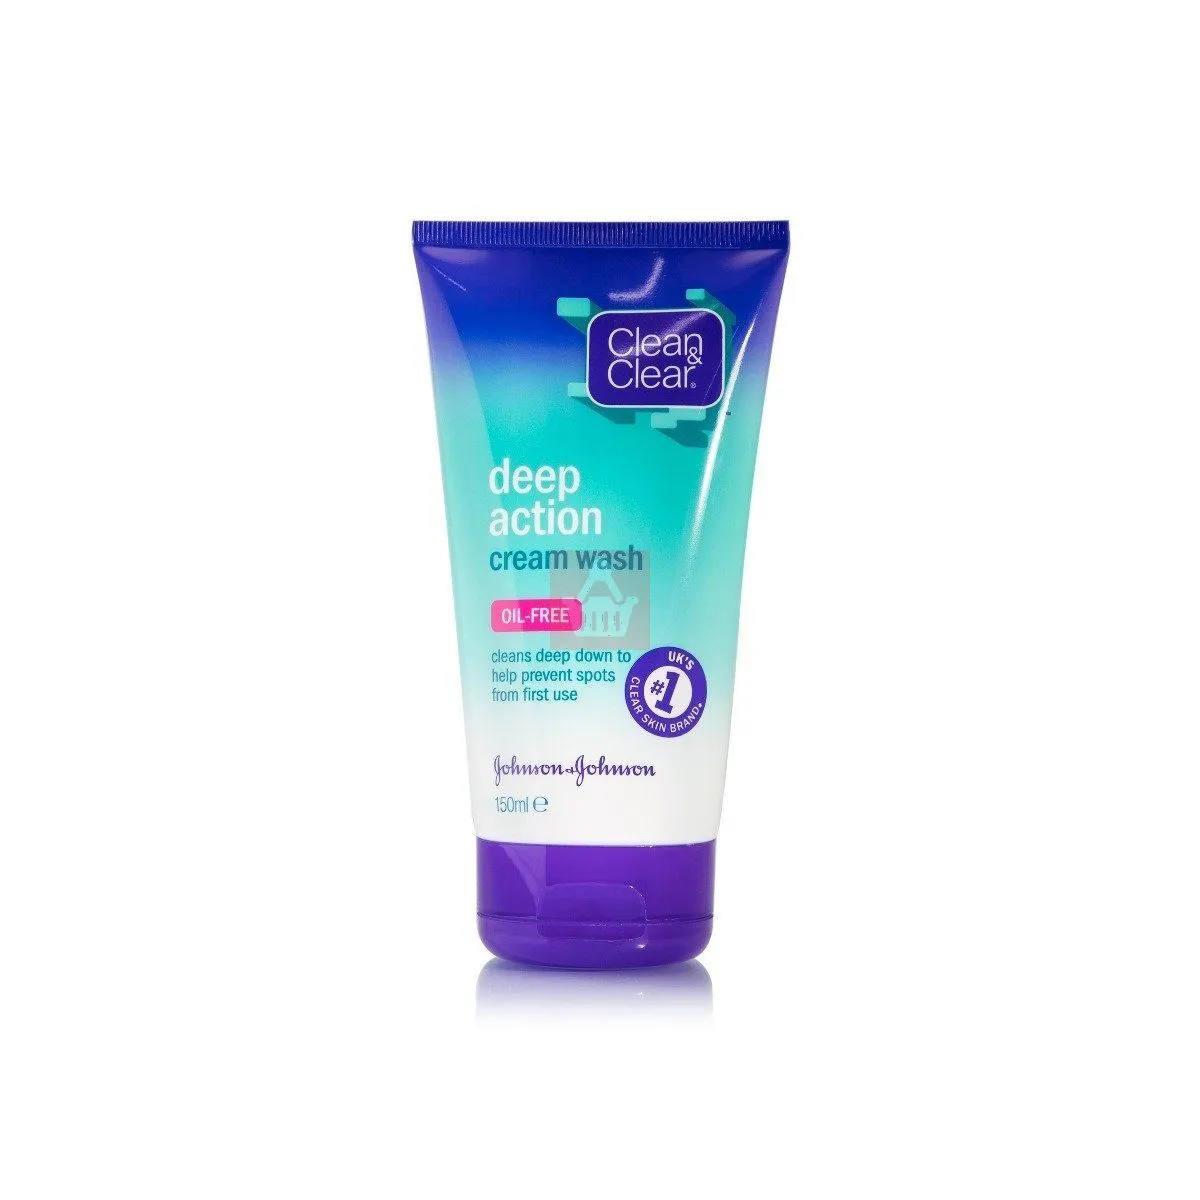 Clean
&
Clear®
deep
action
cream wash
OIL-FREE
cleans deep down to
help prevent spots
from first use
UK'S
#1
CLEAR SKIN BRAND.
Johnson+Johnson
150ml ℮